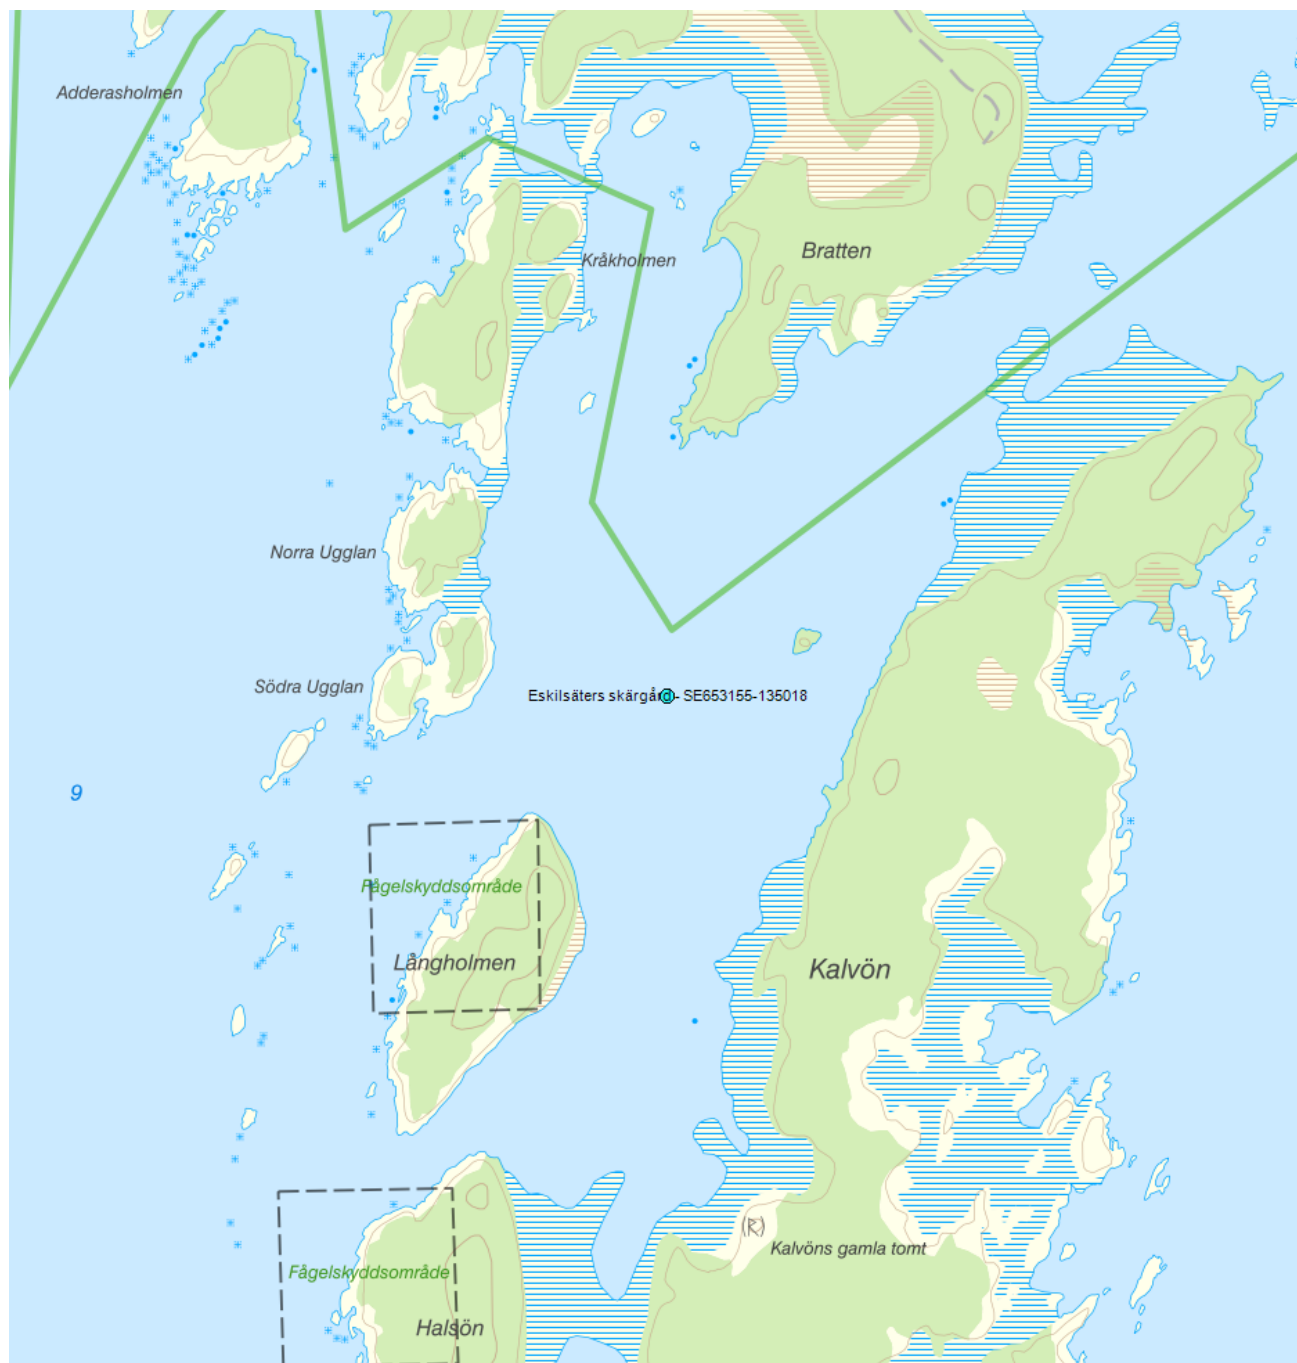 Adderasholmen
Bratten
Kråkholmen
Norra Ugglan
Södra Ugglan
Eskilsäters skärgård - SE653155-135018
9
Fågelskyddsområde
Långholmen
Kalvön
(R)
Kalvöns gamla tomt
Fågelskyddsområde
Halsön